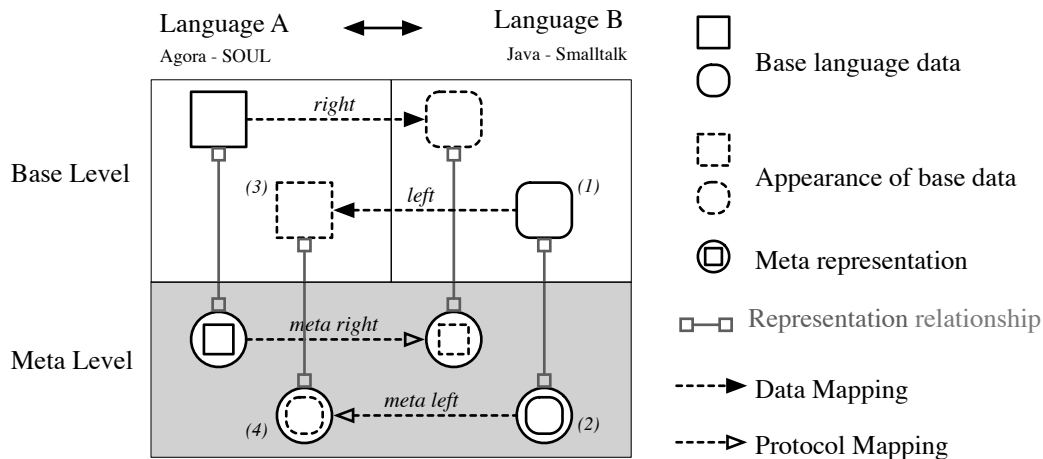 Language A
Language B
Agora - SOUL
Java - Smalltalk
Base Level
right
(3)
left
(1)
Meta Level
meta right
meta left
(4)
(2)
Base language data
Appearance of base data
Meta representation
Representation relationship
Data Mapping
Protocol Mapping